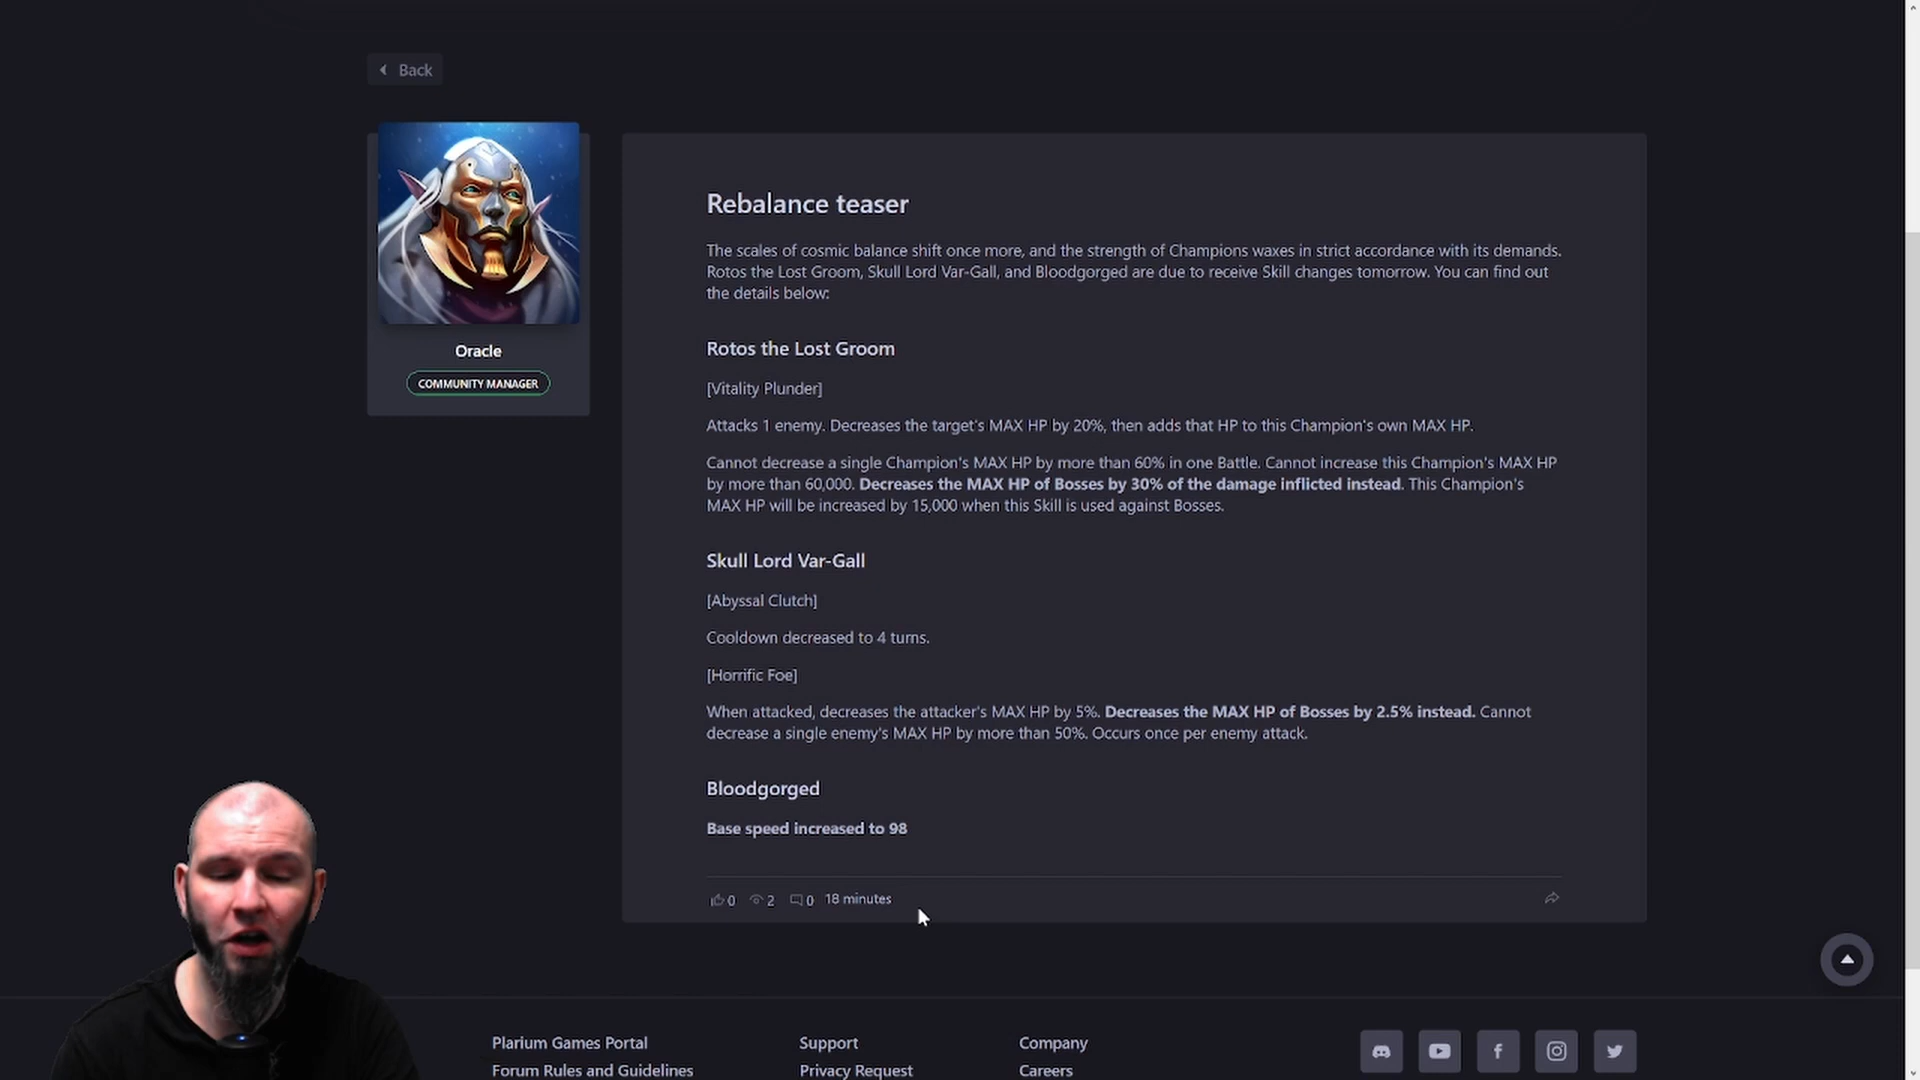 Back
Oracle
COMMUNITY MANAGER
Rebalance teaser
The scales of cosmic balance shift once more, and the strength of Champions waxes in strict accordance with its demands.
Rotos the Lost Groom, Skull Lord Var-Gall, and Bloodgorged are due to receive Skill changes tomorrow. You can find out
the details below:
Rotos the Lost Groom
[Vitality Plunder]
Attacks 1 enemy. Decreases the target's MAX HP by 20%, then adds that HP to this Champion's own MAX HP.
Cannot decrease a single Champion's MAX HP by more than 60% in one Battle. Cannot increase this Champion's MAX HP
by more than 60,000. Decreases the MAX HP of Bosses by 30% of the damage inflicted instead. This Champion's
MAX HP will be increased by 15,000 when this Skill is used against Bosses.
Skull Lord Var-Gall
[Abyssal Clutch]
Cooldown decreased to 4 turns.
[Horrific Foe]
When attacked, decreases the attacker's MAX HP by 5%. Decreases the MAX HP of Bosses by 2.5% instead. Cannot
decrease a single enemy's MAX HP by more than 50%. Occurs once per enemy attack.
Bloodgorged
Base speed increased to 98
0 2 0 18 minutes
Plarium Games Portal Support Company
Forum Rules and Guidelines Privacy Request Careers